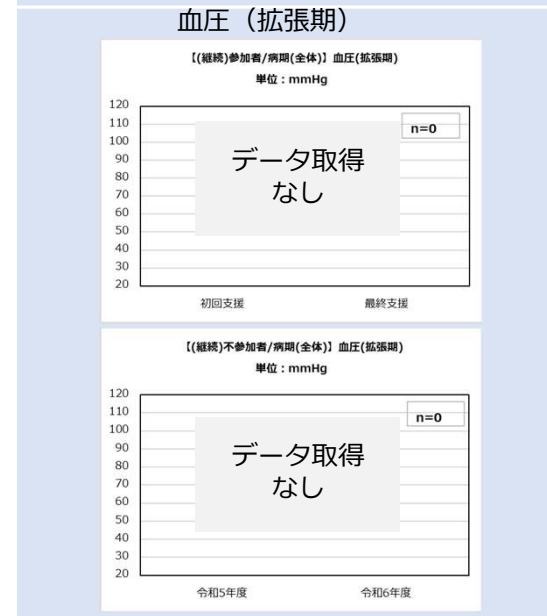 血圧（拡張期）
【(継続)参加者/病期(全体)】血圧(拡張期)
単位：mmHg
120
110
n=0
100
90
データ取得
80
なし
70
60
50
40
30
20
初回支援 最終支援
【(継続)不参加者/病期(全体)】血圧(拡張期)
単位：mmHg
120
110
n=0
100
90
データ取得
80
なし
70
60
50
40
30
20
令和5年度 令和6年度